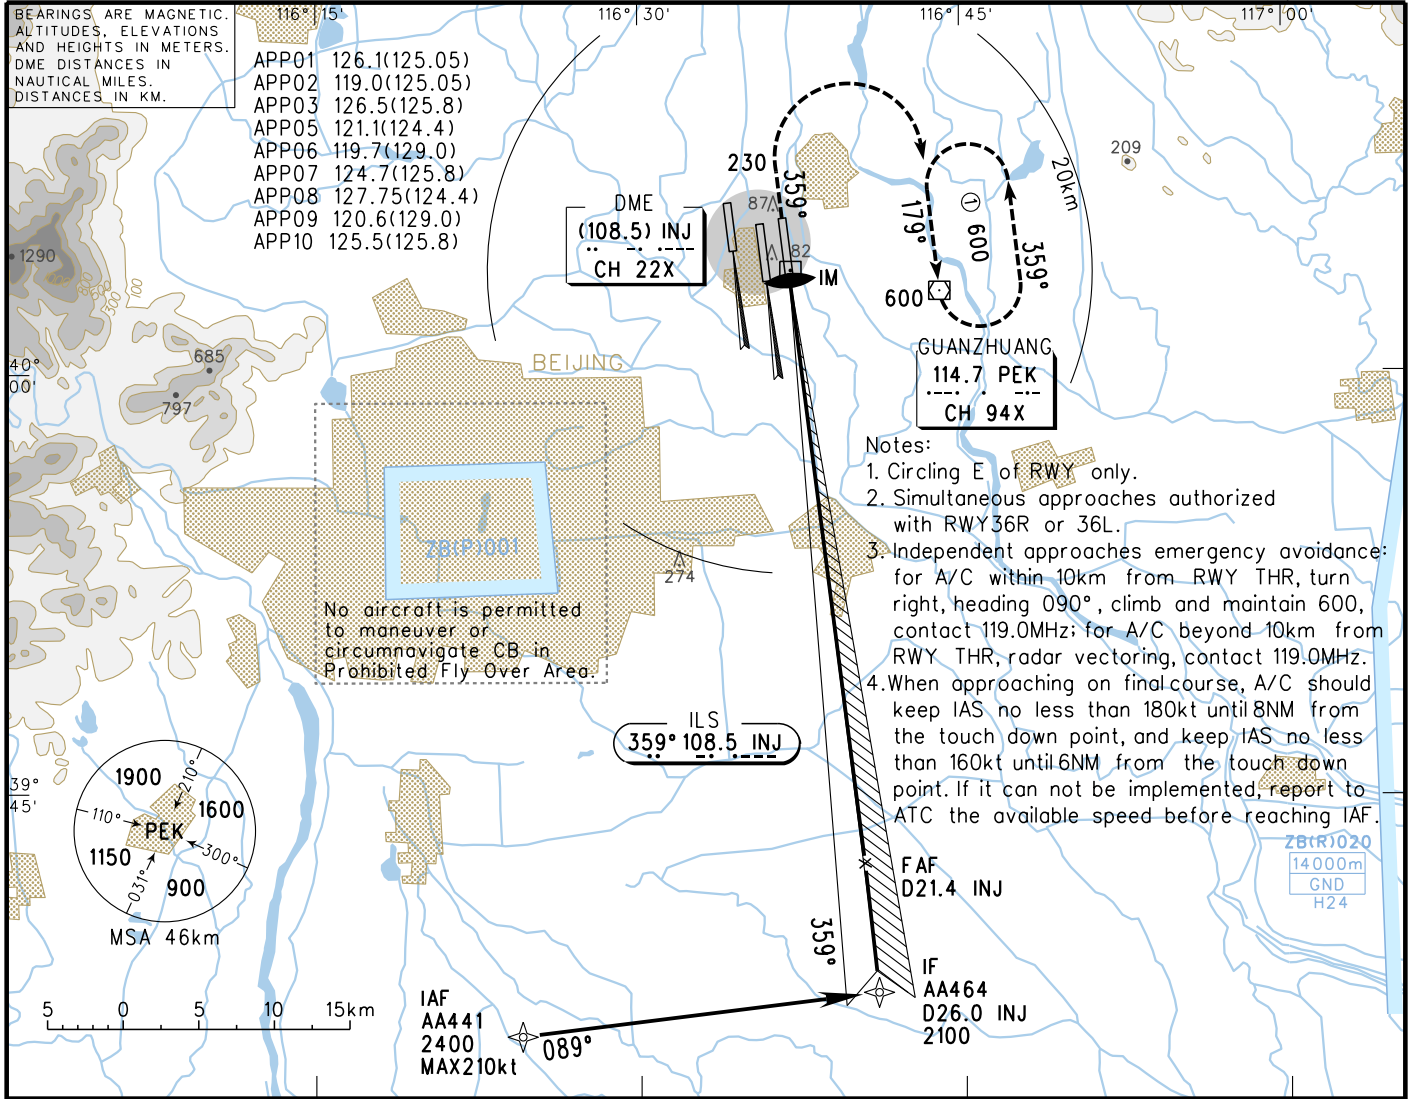 BEARINGS ARE MAGNETIC.
ALTITUDES, ELEVATIONS
AND HEIGHTS IN METERS.
DME DISTANCES IN
NAUTICAL MILES.
DISTANCES IN KM.
116° 15'
116° 30'
116° 45'
117° 00'
APP01 126.1(125.05)
APP02 119.0(125.05)
APP03 126.5(125.8)
APP05 121.1(124.4)
APP06 119.7(129.0)
APP07 124.7(125.8)
APP08 127.75(124.4)
APP09 120.6(129.0)
APP10 125.5(125.8)
209
20km
230
359°
87
82
IM
DME
(108.5) INJ
CH 22X
179°
① 600
359°
600
GUANZHUANG
114.7 PEK
CH 94X
1290
300
100
685
797
40°
00'
BEIJING
ZB(P)001
274
No aircraft is permitted
to maneuver or
circumnavigate CB in
Prohibited Fly Over Area.
Notes:
1. Circling E of RWY only.
2. Simultaneous approaches authorized
with RWY36R or 36L.
3. Independent approaches emergency avoidance:
for A/C within 10km from RWY THR, turn
right, heading 090°, climb and maintain 600,
contact 119.0MHz; for A/C beyond 10km from
RWY THR, radar vectoring, contact 119.0MHz.
4. When approaching on final course, A/C should
keep IAS no less than 180kt until 8NM from
the touch down point, and keep IAS no less
than 160kt until 6NM from the touch down
point. If it can not be implemented, report to
ATC the available speed before reaching IAF.
ILS
359° 108.5 INJ
39°
45'
1900
210°
1600
110°
PEK
300°
1150
031°
900
MSA 46km
ZB(R)020
14000m
GND
H24
FAF
D21.4 INJ
359°
IF
AA464
D26.0 INJ
2100
IAF
AA441
2400
MAX210kt
089°
5 0 5 10 15km